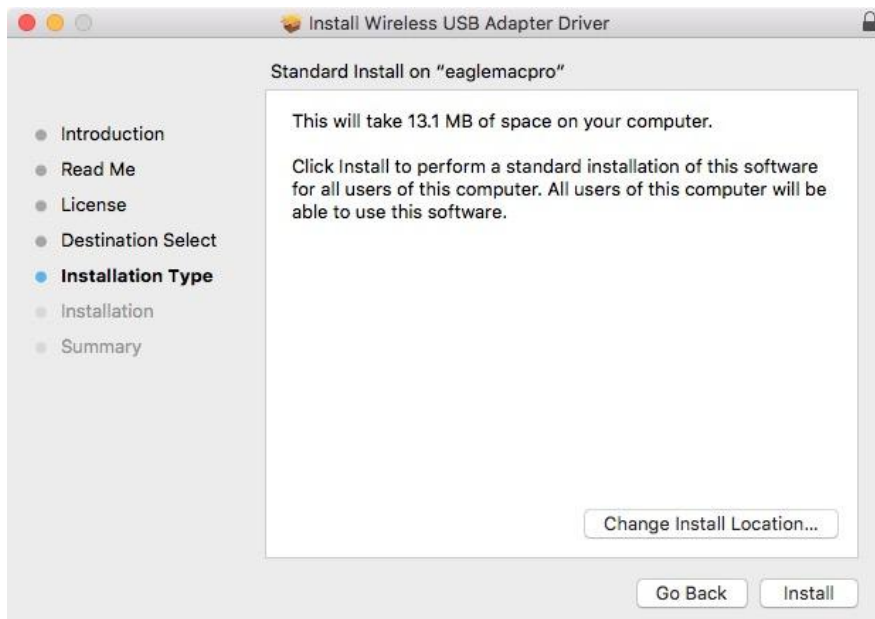 Install Wireless USB Adapter Driver
Standard Install on “eaglemacpro”
Introduction
Read Me
License
Destination Select
Installation Type
Installation
Summary
This will take 13.1 MB of space on your computer.
Click Install to perform a standard installation of this software
for all users of this computer. All users of this computer will be
able to use this software.
Change Install Location...
Go Back
Install